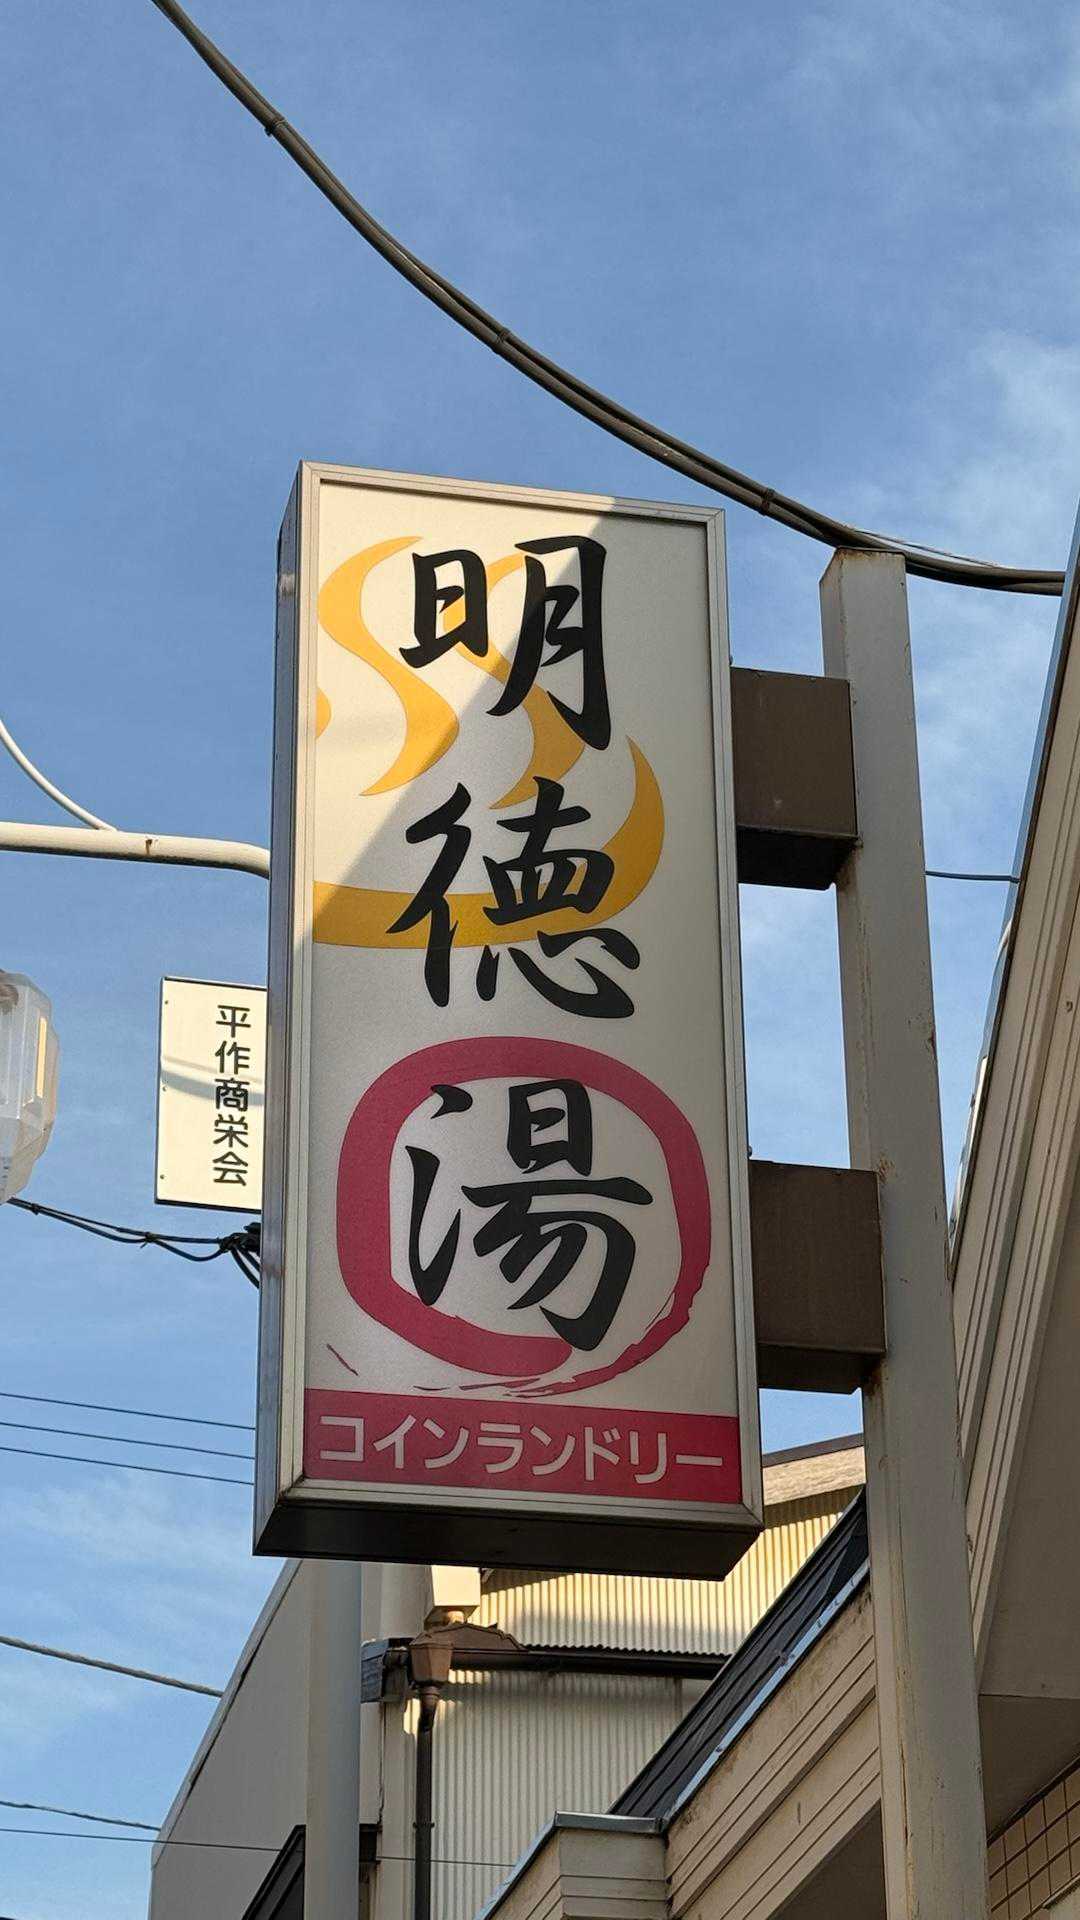 明徳湯
コインランドリー
平作商栄会